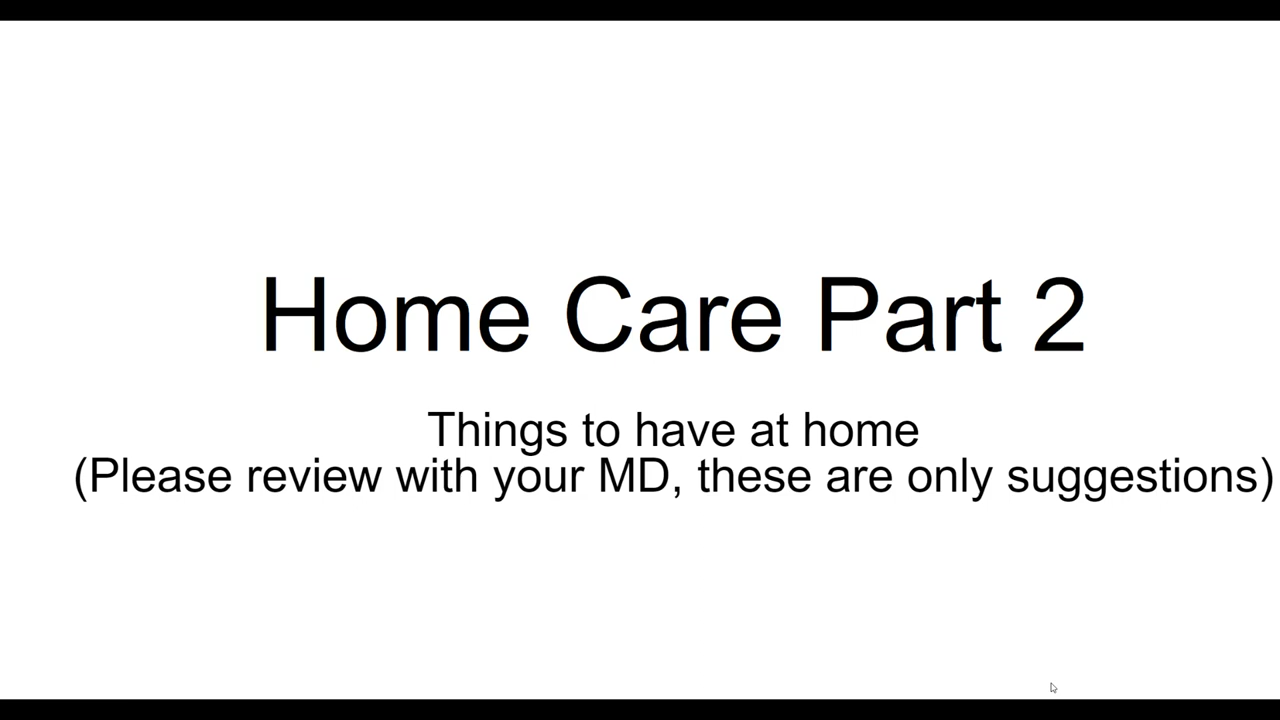 Home Care Part 2
Things to have at home
(Please review with your MD, these are only suggestions)